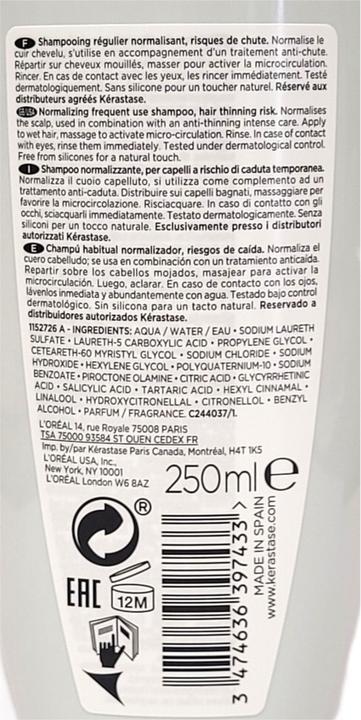 F Shampooing régulier normalisant, risques de chute. Normalise le
cuir chevelu, s'utilise en accompagnement d'un traitement anti-chute.
Répartir sur cheveux mouillés, masser pour activer la microcirculation.
Rincer. En cas de contact avec les yeux, les rincer immédiatement. Testé
dermatologiquement. Sans silicone pour un toucher naturel. Réservé aux
distributeurs agréés Kérastase.
Normalizing frequent use shampoo, hair thinning risk. Normalises
the scalp, used in combination with an anti-thinning intense care. Apply
to wet hair, massage to activate micro-circulation. Rinse. In case of contact
with eyes, rinse them immediately. Tested under dermatological control.
Free from silicones for a natural touch.
I Shampoo normalizzante, per capelli a rischio di caduta temporanea.
Normalizza il cuoio capelluto, si utilizza come complemento ad un
trattamento anti-caduta. Distribuire sui capelli bagnati, massaggiare per
favorire la microcircolazione. Risciacquare. In caso di contatto con gli
occhi, sciacquarli immediatamente. Testato dermatologicamente. Senza
siliconi per un tocco naturale. Esclusivamente presso i distributori
autorizzati Kérastase.
E Champú habitual normalizador, riesgos de caída. Normaliza el
cuero cabelludo; se usa en combinación con un tratamiento anticaída.
Repartir sobre los cabellos mojados, masajear para activar la
microcirculación. Luego, aclarar. En caso de contacto con los ojos,
lávenlos inmediata y abundantemente con agua. Testado bajo control
dermatológico. Sin silicona para un tacto natural. Reservado a
distribuidores autorizados Kérastase.
1152726 A - INGREDIENTS: AQUA / WATER / EAU • SODIUM LAURETH
SULFATE • LAURETH-5 CARBOXYLIC ACID • PROPYLENE GLYCOL •
CETEARETH-60 MYRISTYL GLYCOL • SODIUM CHLORIDE • SODIUM
HYDROXIDE • HEXYLENE GLYCOL • POLYQUATERNIUM-10 • SODIUM
BENZOATE • PIROCTONE OLAMINE • CITRIC ACID • GLYCYRRHETINIC
ACID • SALICYLIC ACID • TARTARIC ACID • HEXYL CINNAMAL •
LINALOOL • HYDROXYCITRONELLAL • CITRONELLOL • BENZYL
ALCOHOL • PARFUM / FRAGRANCE. C244037/1.
L'ORÉAL 14, rue Royale 75008 PARIS
TSA 75000 93584 ST OUEN CEDEX FR
Imp. by/par Kérastase Paris Canada, Montréal, H4T 1K5
L'ORÉAL USA, Inc.,
New York, NY 10001
L'ORÉAL London W6 8AZ
250ml e
®
EAC
12M
3 474636 397433 >
MADE IN SPAIN
www.kerastase.com